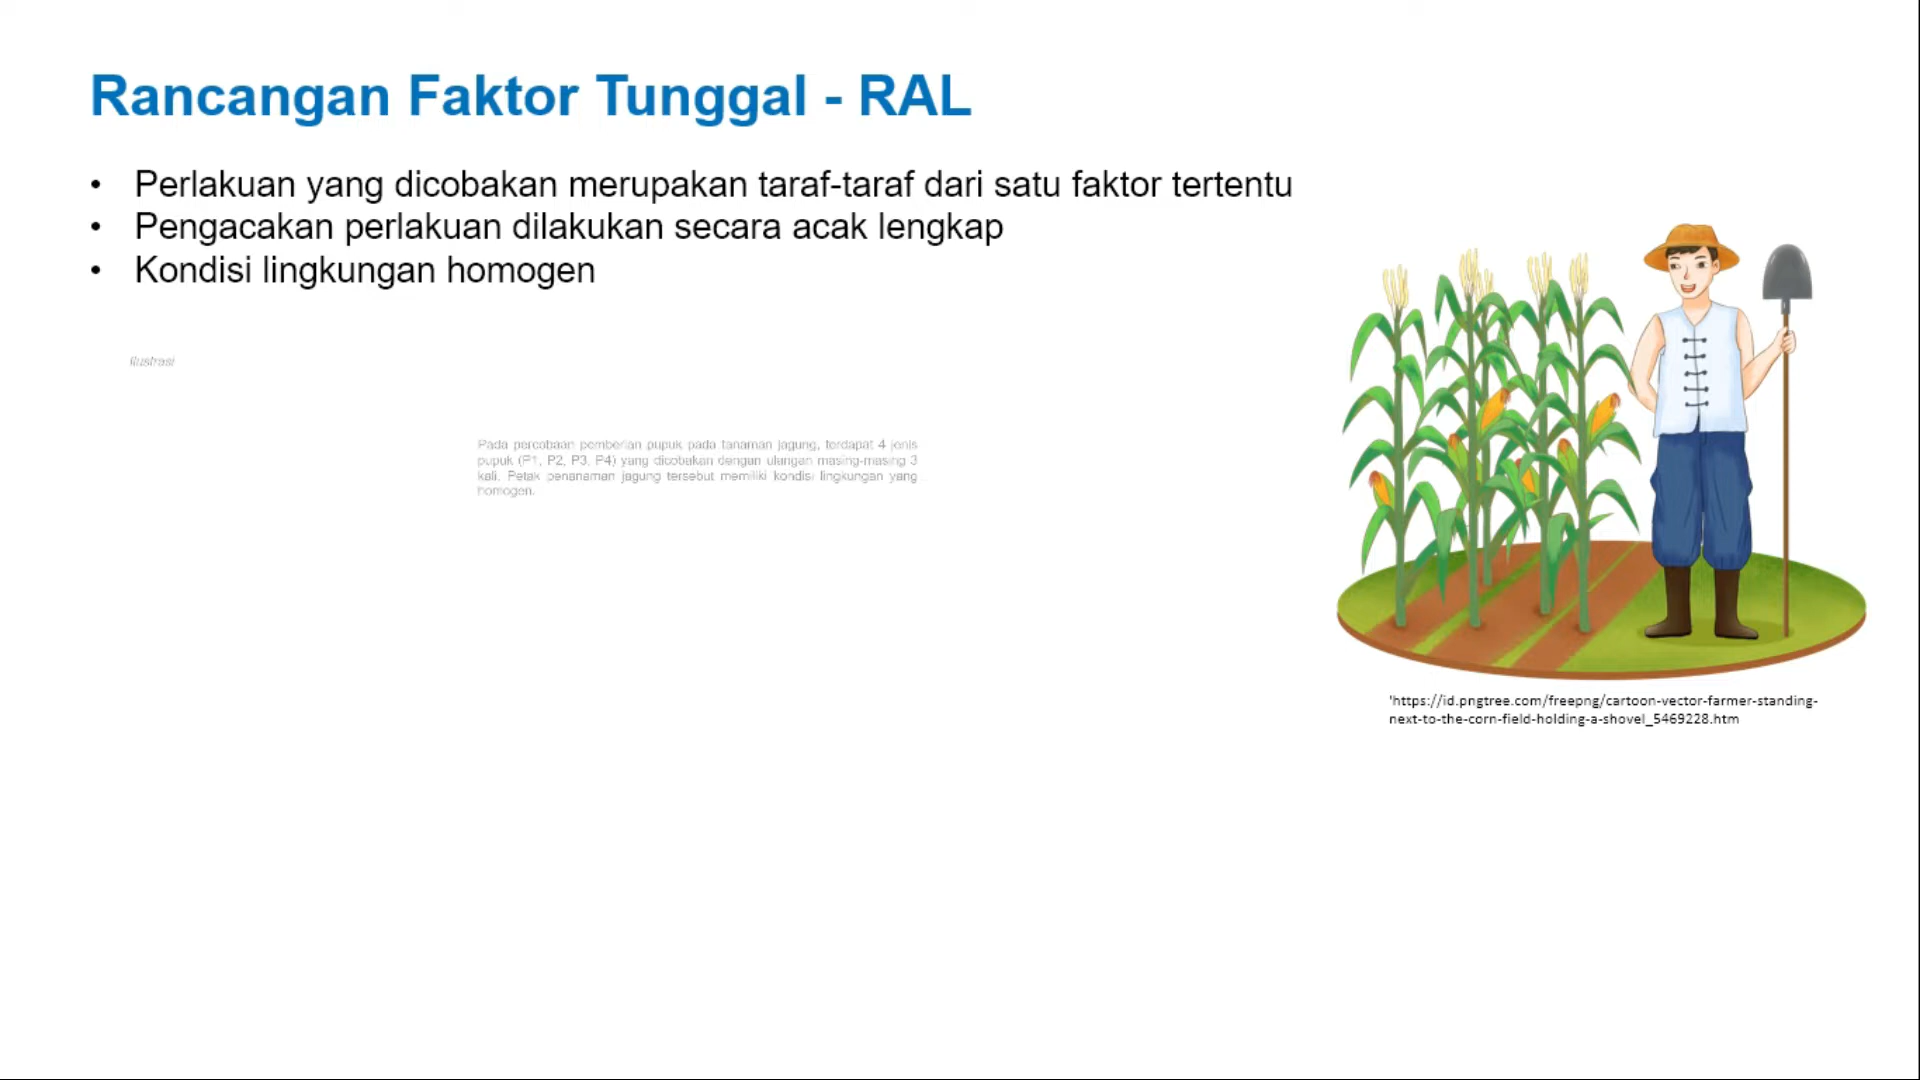 Rancangan Faktor Tunggal - RAL
• Perlakuan yang dicobakan merupakan taraf-taraf dari satu faktor tertentu
• Pengacakan perlakuan dilakukan secara acak lengkap
• Kondisi lingkungan homogen
Ilustrasi
Pada percobaan pemberian pupuk pada tanaman jagung, terdapat 4 jenis
pupuk (P1, P2, P3, P4) yang dicobakan dengan ulangan masing-masing 3
kali. Petak penanaman jagung tersebut memiliki kondisi lingkungan yang
homogen.
'https://id.pngtree.com/freepng/cartoon-vector-farmer-standing-
next-to-the-corn-field-holding-a-shovel_5469228.htm